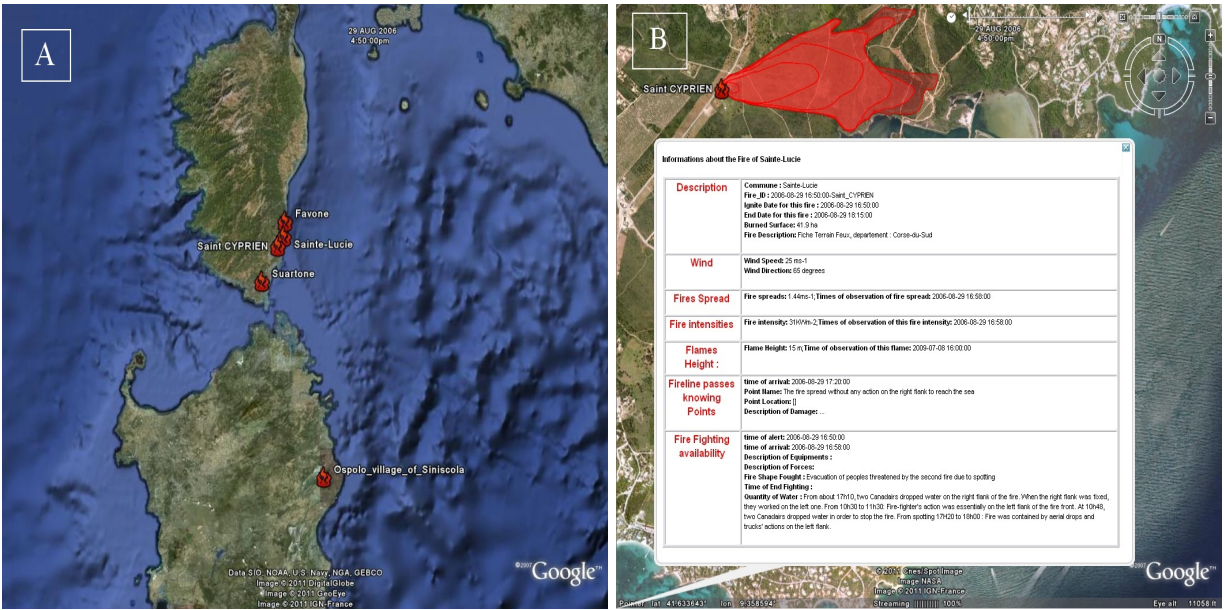 A
29 AUG 2006
4:50:00pm
Favone
Saint CYPRIEN
Sainte-Lucie
Suartone
Ospolo_village_of_Siniscola
Data SIO, NOAA, U.S. Navy, NGA, GEBCO
Image © 2011 DigitalGlobe
Image © 2011 GeoEye
Image © 2011 IGN-France
©2007 Google™
B
29 AUG 2006
4:50:00pm
N
Saint CYPRIEN
Informations about the Fire of Sainte-Lucie
Description
Commune : Sainte-Lucie
Fire_ID : 2006-08-29 16:50:00-Saint_CYPRIEN
Ignite Date for this fire : 2006-08-29 16:50:00
End Date for this fire : 2006-08-29 18:15:00
Burned Surface: 41.9 ha
Fire Description: Fiche Terrain Feux, departement : Corse-du-Sud
Wind
Wind Speed: 25 ms-1
Wind Direction: 65 degrees
Fires Spread
Fire spreads: 1.44ms-1;Times of observation of fire spread: 2006-08-29 16:58:00
Fire intensities
Fire intensity: 31KWm-2;Times of observation of this fire intensity: 2006-08-29 16:58:00
Flames
Height :
Flame Height: 15 m;Time of observation of this flame: 2009-07-08 16:00:00
Fireline passes
knowing
Points
time of arrival: 2006-08-29 17:20:00
Point Name: The fire spread without any action on the right flank to reach the sea
Point Location: []
Description of Damage: ...
Fire Fighting
availability
time of alert: 2006-08-29 16:50:00
time of arrival: 2006-08-29 16:58:00
Description of Equipments :
Description of Forces:
Fire Shape Fought : Evacuation of peoples threatened by the second fire due to spotting
Time of End Fighting :
Quantity of Water : From about 17h10, two Canadairs dropped water on the right flank of the fire. When the right flank was fixed,
they worked on the left one. From 10h30 to 11h30: Fire-fighter's action was essentially on the left flank of the fire front. At 10h48,
two Canadairs dropped water in order to stop the fire. From spotting 17H20 to 18h00 : Fire was contained by aerial drops and
trucks' actions on the left flank.
© 2011 Cnes/Spot Image
Image NASA
Image © 2011 IGN-France
©2007 Google™
Pointer lat 41.633643° lon 9.358594° Streaming 100% Eye alt 11058 ft